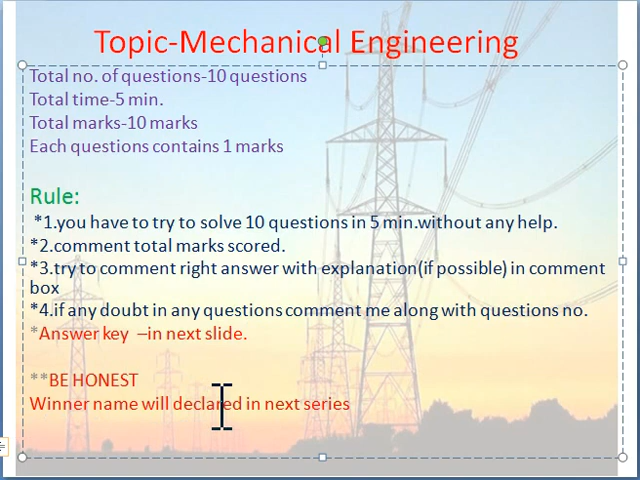 Topic-Mechanical Engineering
Total no. of questions-10 questions
Total time-5 min.
Total marks-10 marks
Each questions contains 1 marks
Rule:
*1.you have to try to solve 10 questions in 5 min.without any help.
*2.comment total marks scored.
*3.try to comment right answer with explanation(if possible) in comment
box
*4.if any doubt in any questions comment me along with questions no.
*Answer key –in next slide.
**BE HONEST
Winner name will declared in next series